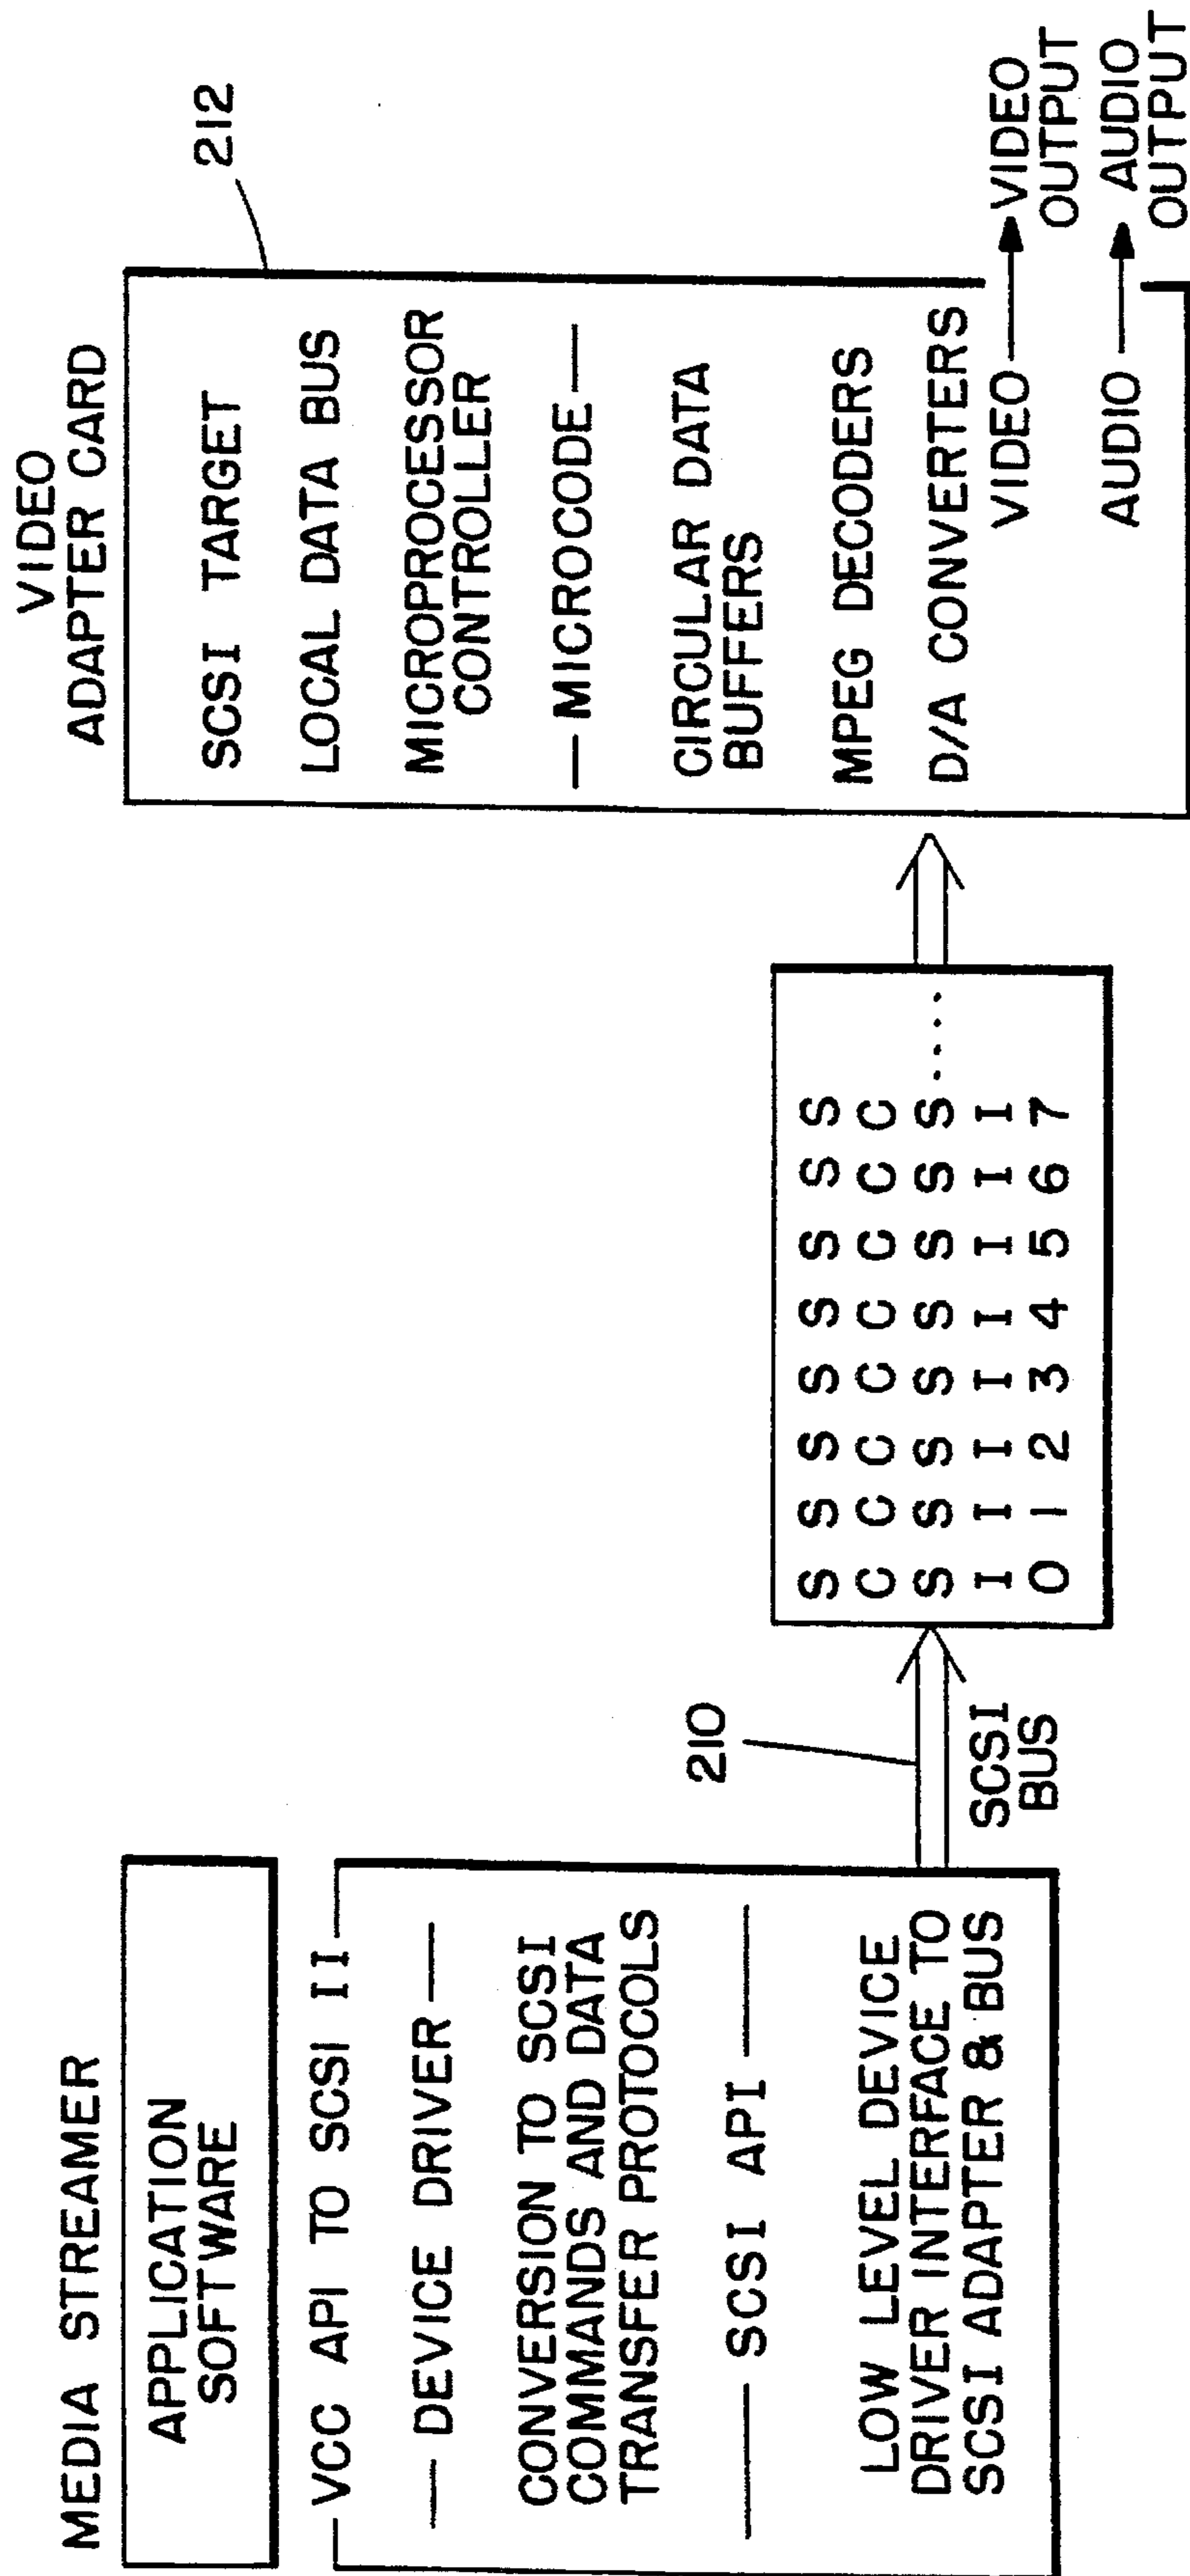 MEDIA STREAMER
APPLICATION
SOFTWARE
VCC API TO SCSI II
— DEVICE DRIVER —
CONVERSION TO SCSI
COMMANDS AND DATA
TRANSFER PROTOCOLS
— SCSI API —
LOW LEVEL DEVICE
DRIVER INTERFACE TO
SCSI ADAPTER & BUS
210
SCSI
BUS
S S S S S S S S
C C C C C C C C
S S S S S S S S .....
I I I I I I I I
0 1 2 3 4 5 6 7
VIDEO
ADAPTER CARD
212
SCSI TARGET
LOCAL DATA BUS
MICROPROCESSOR
CONTROLLER
— MICROCODE —
CIRCULAR DATA
BUFFERS
MPEG DECODERS
D/A CONVERTERS
VIDEO
VIDEO
OUTPUT
AUDIO
AUDIO
OUTPUT